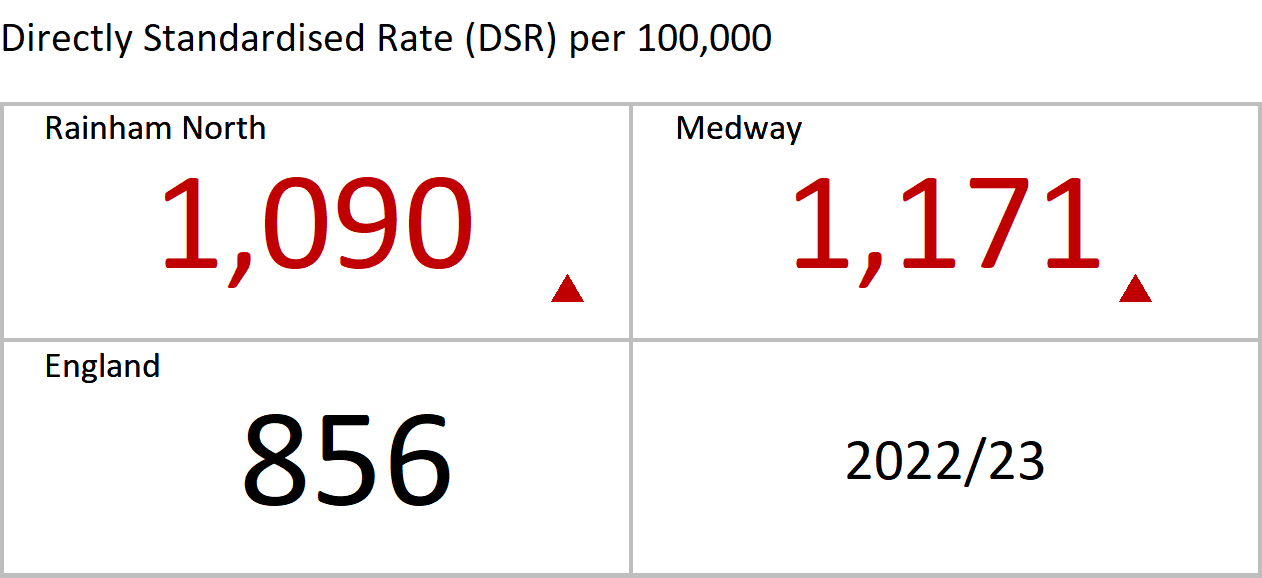 Directly Standardised Rate (DSR) per 100,000
Rainham North
1,090
Medway
1,171
England
856
2022/23